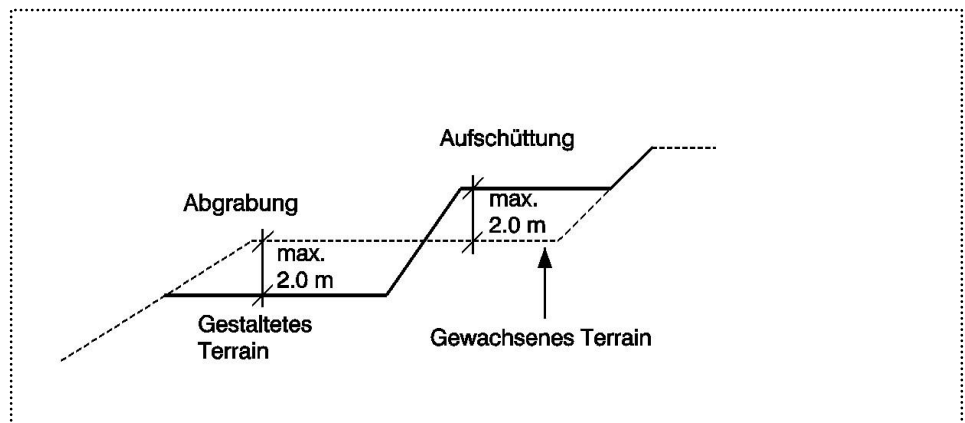 Aufschüttung
max.
2.0 m
Abgrabung
max.
2.0 m
Gestaltetes
Terrain
Gewachsenes Terrain